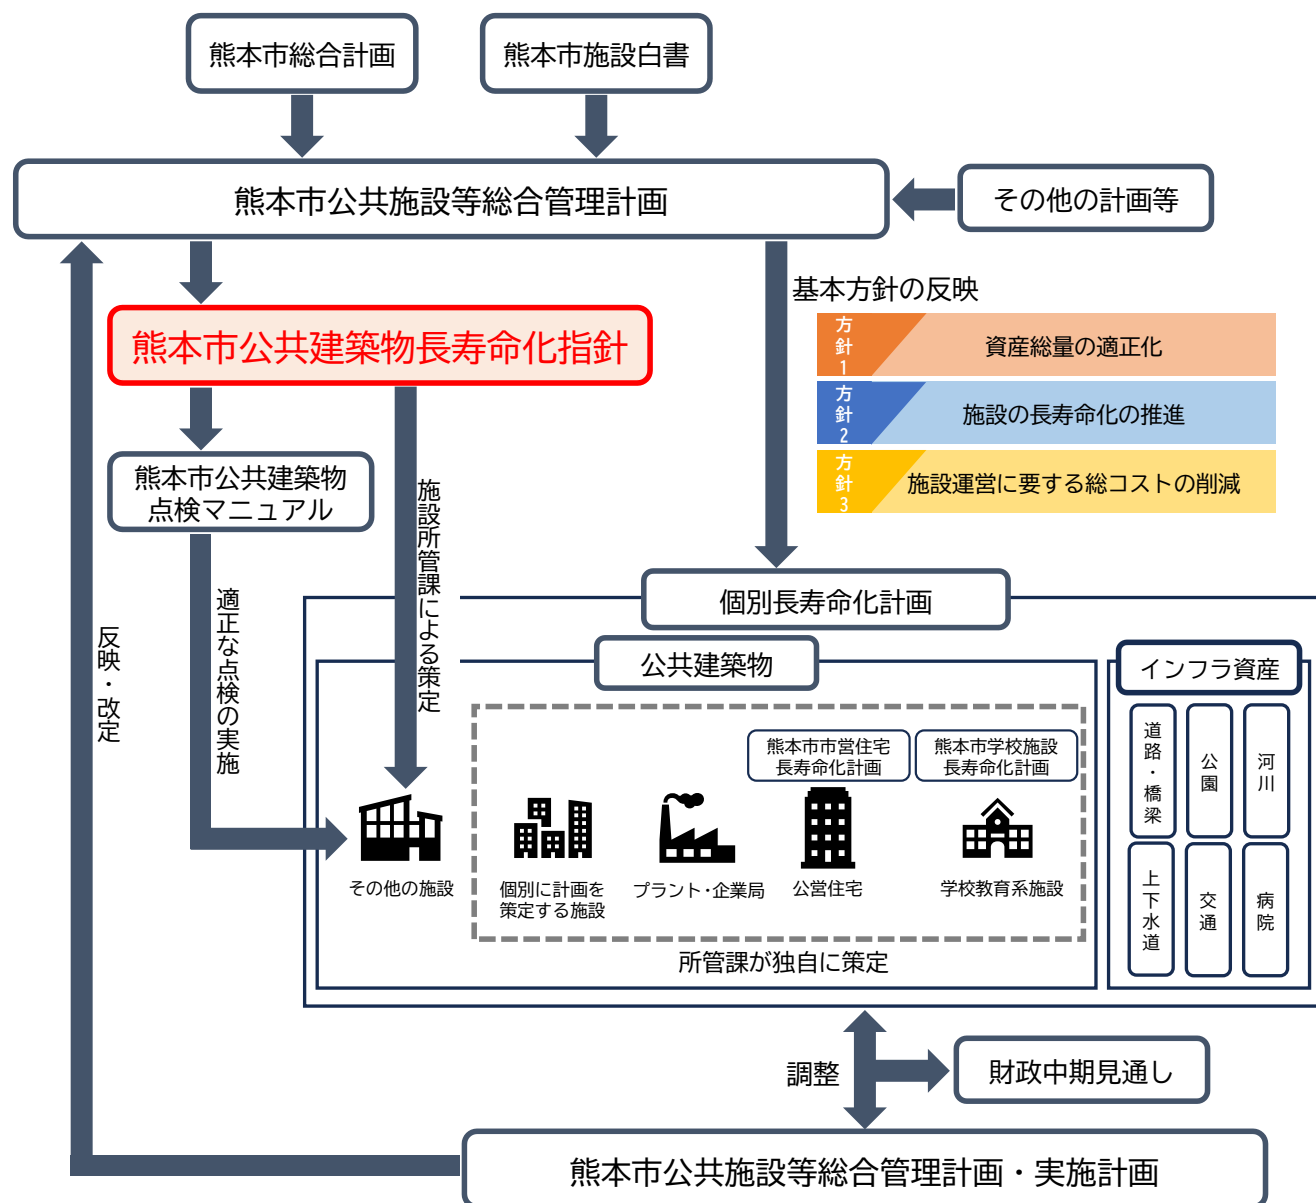 熊本市総合計画
熊本市施設白書
熊本市公共施設等総合管理計画
その他の計画等
基本方針の反映
方針1
資産総量の適正化
方針2
施設の長寿命化の推進
方針3
施設運営に要する総コストの削減
熊本市公共建築物長寿命化指針
熊本市公共建築物
点検マニュアル
施設所管課による策定
適正な点検の実施
反映・改定
個別長寿命化計画
公共建築物
インフラ資産
熊本市市営住宅
長寿命化計画
熊本市学校施設
長寿命化計画
道路・橋梁
公園
河川
上下水道
交通
病院
その他の施設
個別に計画を
策定する施設
プラント・企業局
公営住宅
学校教育系施設
所管課が独自に策定
調整
財政中期見通し
熊本市公共施設等総合管理計画・実施計画